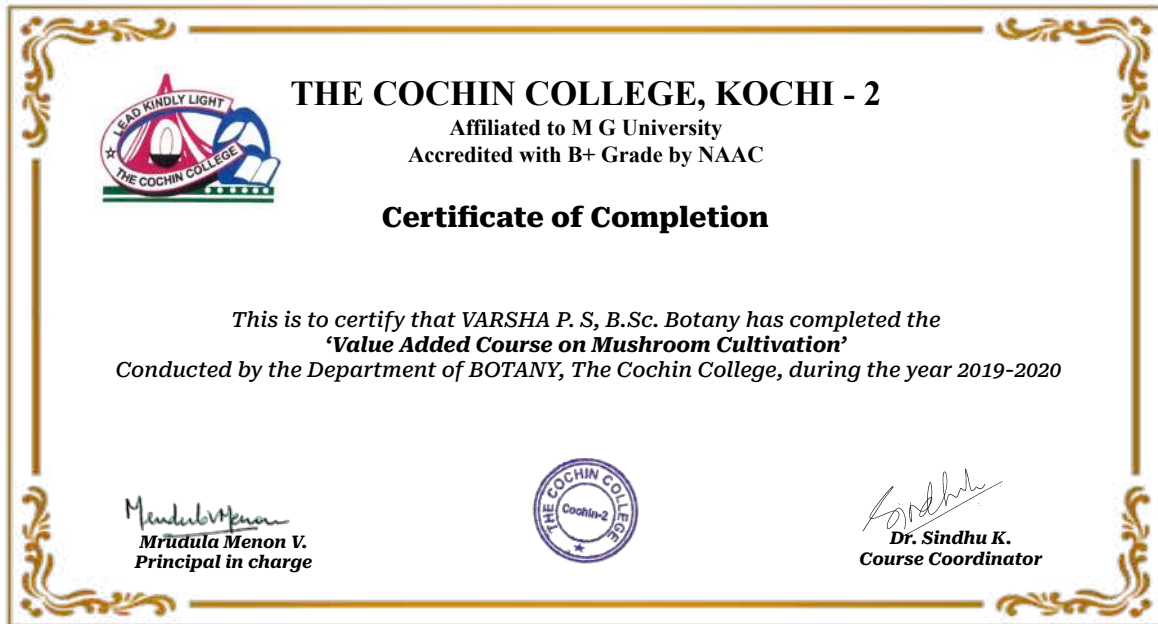 LEAD KINDLY LIGHT
THE COCHIN COLLEGE
THE COCHIN COLLEGE, KOCHI - 2
Affiliated to M G University
Accredited with B+ Grade by NAAC
Certificate of Completion
This is to certify that VARSHA P. S, B.Sc. Botany has completed the
‘Value Added Course on Mushroom Cultivation’
Conducted by the Department of BOTANY, The Cochin College, during the year 2019-2020
THE COCHIN COLLEGE
Cochin-2
Sindhu
Mrudula Menon V.
Principal in charge
Dr. Sindhu K.
Course Coordinator